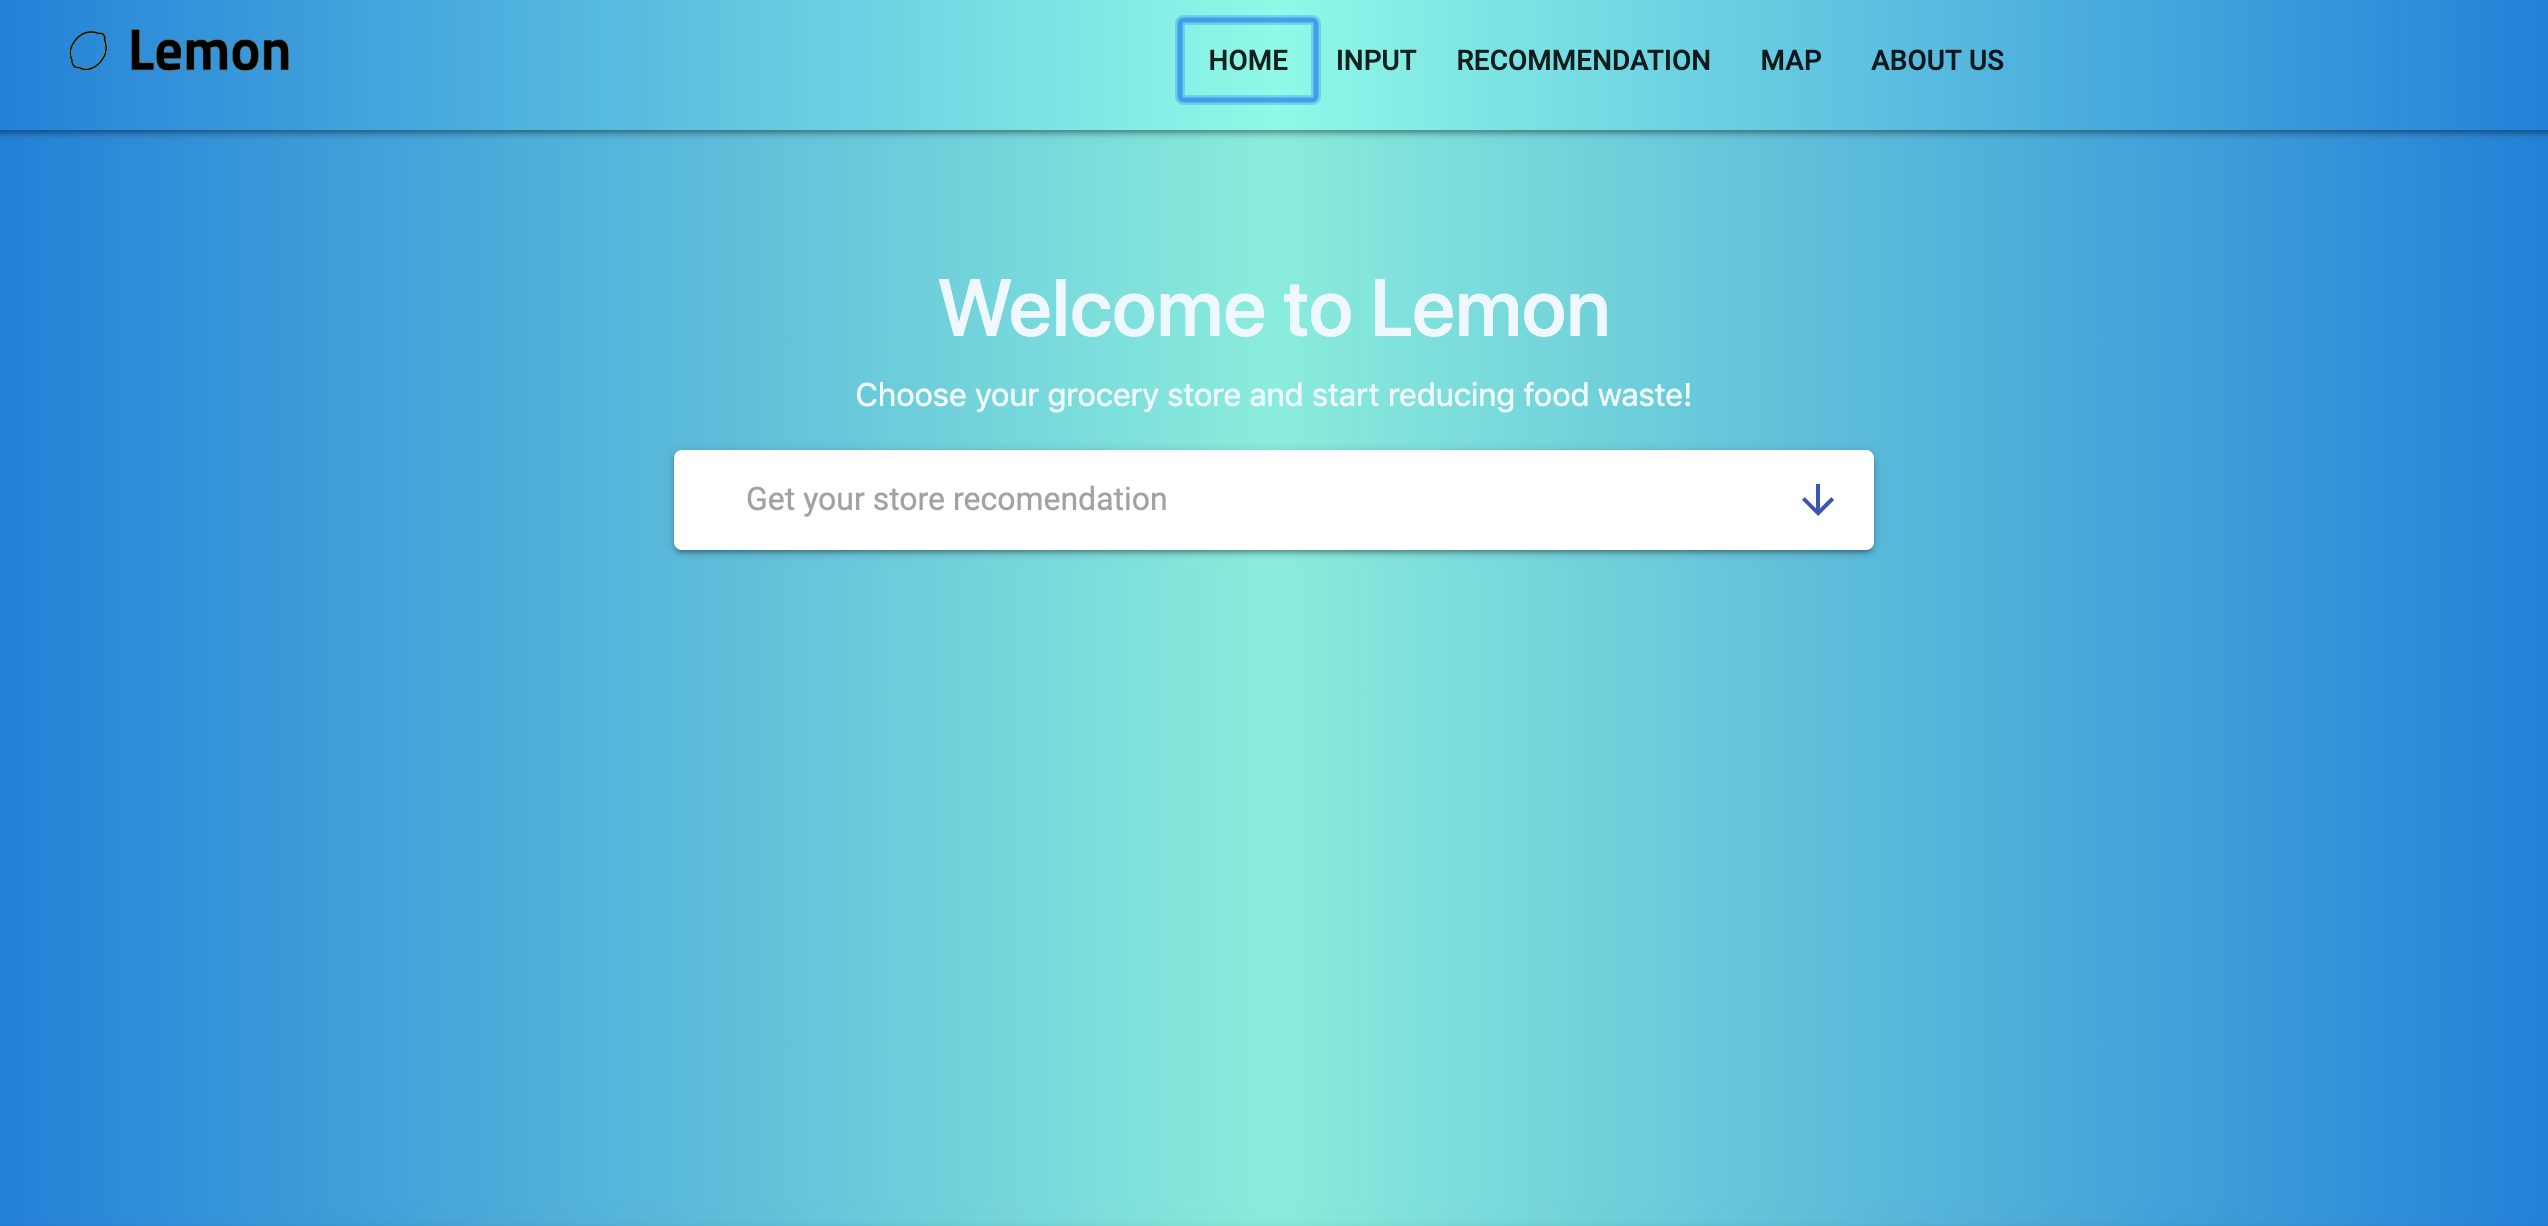 Lemon
HOME INPUT RECOMMENDATION MAP ABOUT US
Welcome to Lemon
Choose your grocery store and start reducing food waste!
Get your store recomendation